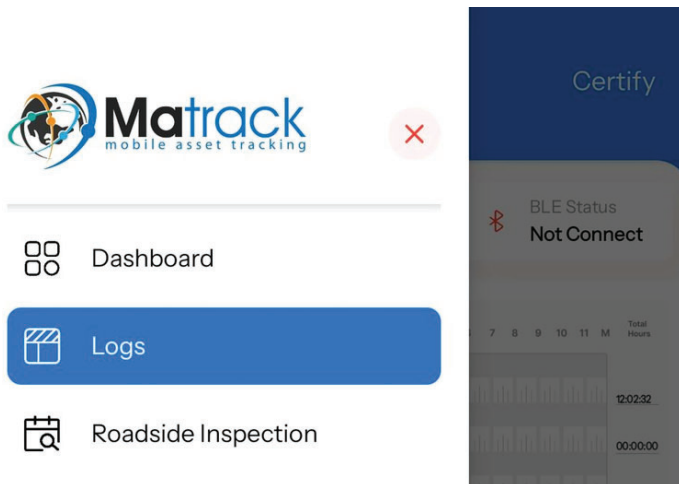 Matrack
mobile asset tracking
Dashboard
Logs
Roadside Inspection
Certify
BLE Status
Not Connect
7 8 9 10 11 M Total Hours
12:02:32
00:00:00